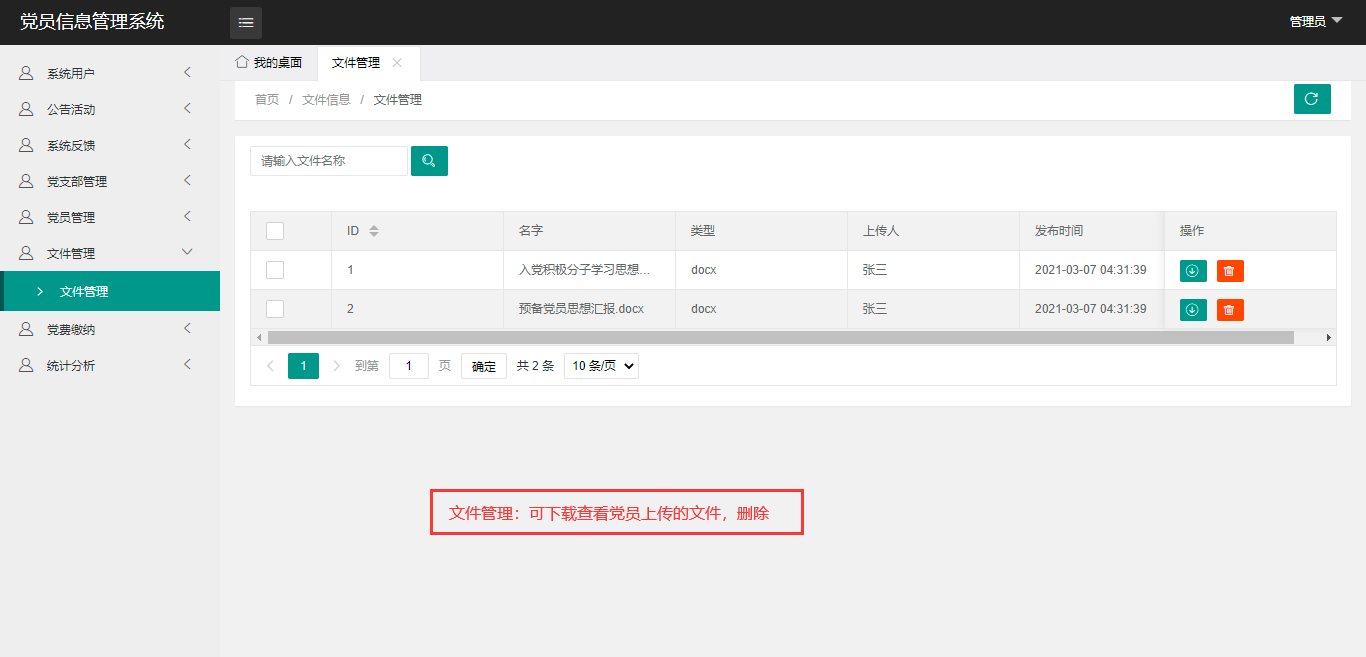 党员信息管理系统
管理员
系统用户
公告活动
系统反馈
党支部管理
党员管理
文件管理
文件管理
党费缴纳
统计分析
我的桌面 文件管理
首页 / 文件信息 / 文件管理
请输入文件名称
ID 名字 类型 上传人 发布时间 操作
1 入党积极分子学习思想... docx 张三 2021-03-07 04:31:39
2 预备党员思想汇报.docx docx 张三 2021-03-07 04:31:39
1 到第 1 页 确定 共 2 条 10 条/页
文件管理：可下载查看党员上传的文件，删除